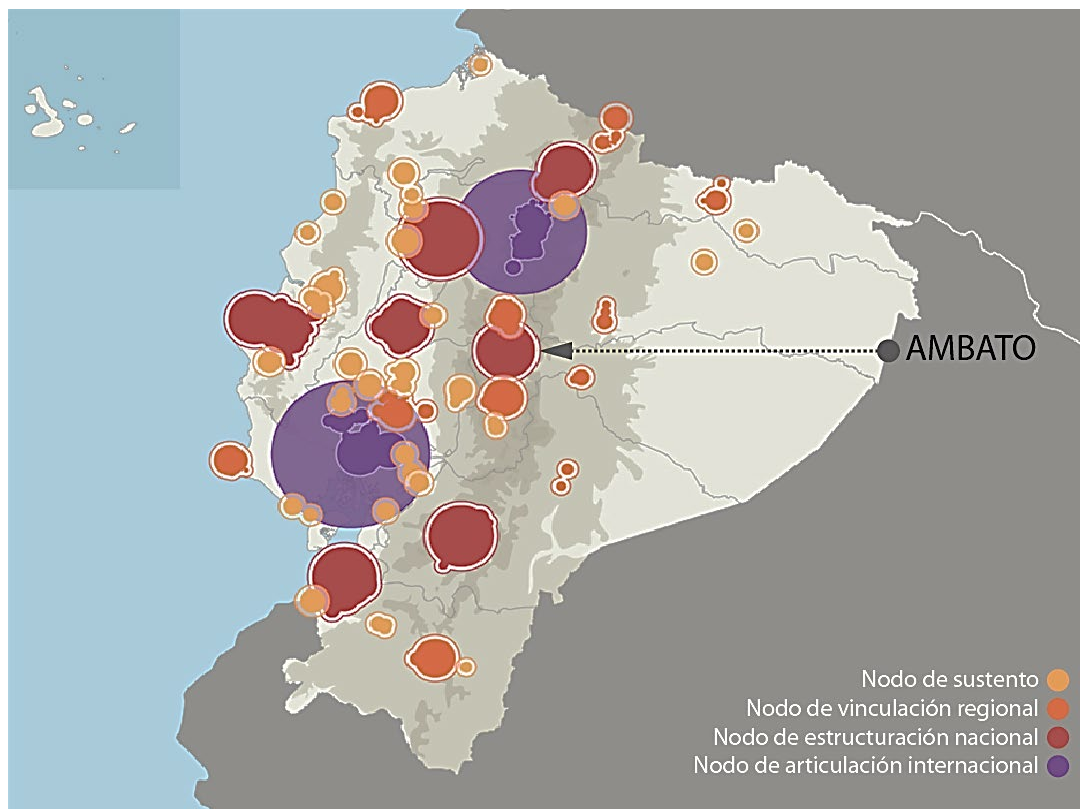 AMBATO
Nodo de sustento
Nodo de vinculación regional
Nodo de estructuración nacional
Nodo de articulación internacional